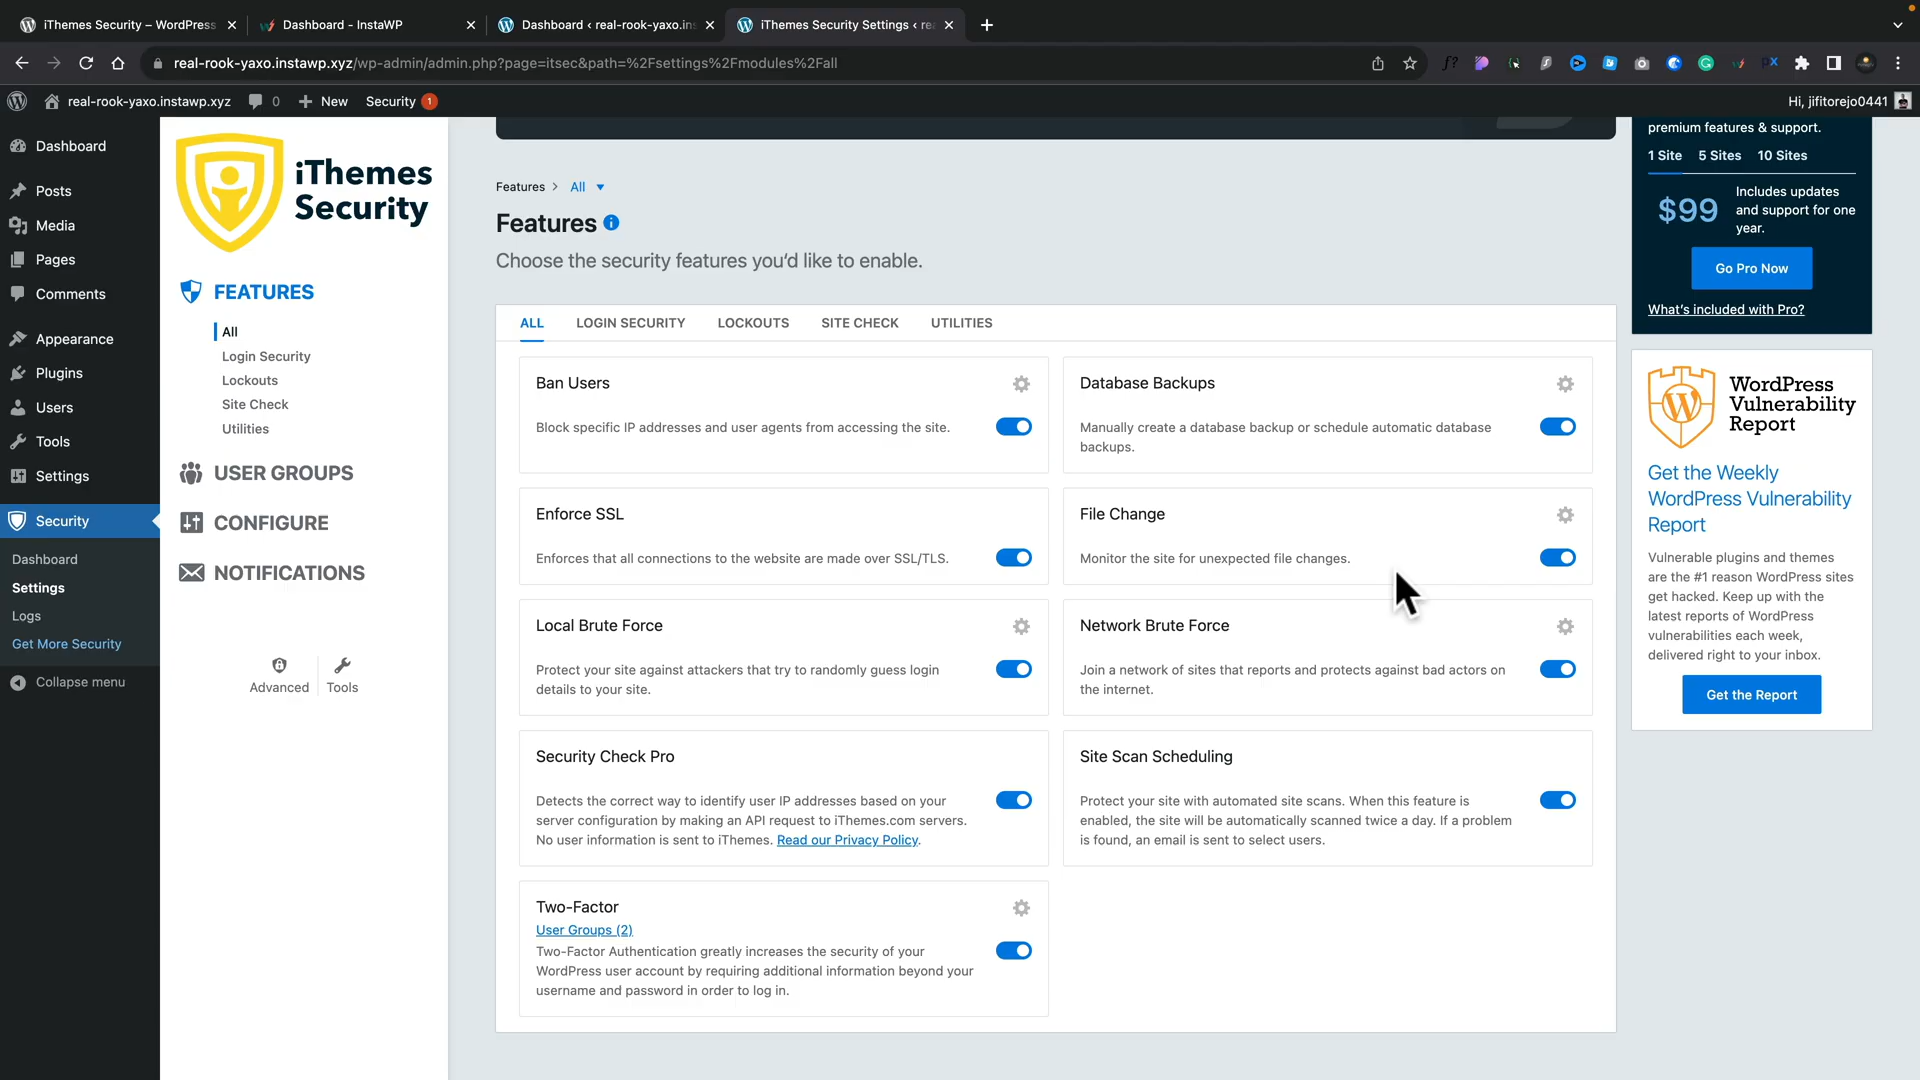 iThemes Security – WordPress
Dashboard - InstaWP
Dashboard ‹ real-rook-yaxo.ins
iThemes Security Settings ‹ rea
real-rook-yaxo.instawp.xyz/wp-admin/admin.php?page=itsec&path=%2Fsettings%2Fmodules%2Fall
real-rook-yaxo.instawp.xyz
0
New
Security 1
Hi, jifitorejo0441
Dashboard
Posts
Media
Pages
Comments
Appearance
Plugins
Users
Tools
Settings
Security
Dashboard
Settings
Logs
Get More Security
Collapse menu
iThemes
Security
FEATURES
All
Login Security
Lockouts
Site Check
Utilities
USER GROUPS
CONFIGURE
NOTIFICATIONS
Advanced
Tools
Features > All
Features
Choose the security features you'd like to enable.
ALL LOGIN SECURITY LOCKOUTS SITE CHECK UTILITIES
Ban Users
Block specific IP addresses and user agents from accessing the site.
Database Backups
Manually create a database backup or schedule automatic database
backups.
Enforce SSL
Enforces that all connections to the website are made over SSL/TLS.
File Change
Monitor the site for unexpected file changes.
Local Brute Force
Protect your site against attackers that try to randomly guess login
details to your site.
Network Brute Force
Join a network of sites that reports and protects against bad actors on
the internet.
Security Check Pro
Detects the correct way to identify user IP addresses based on your
server configuration by making an API request to iThemes.com servers.
No user information is sent to iThemes. Read our Privacy Policy.
Site Scan Scheduling
Protect your site with automated site scans. When this feature is
enabled, the site will be automatically scanned twice a day. If a problem
is found, an email is sent to select users.
Two-Factor
User Groups (2)
Two-Factor Authentication greatly increases the security of your
WordPress user account by requiring additional information beyond your
username and password in order to log in.
premium features & support.
1 Site 5 Sites 10 Sites
$99
Includes updates
and support for one
year.
Go Pro Now
What's included with Pro?
WordPress
Vulnerability
Report
Get the Weekly
WordPress Vulnerability
Report
Vulnerable plugins and themes
are the #1 reason WordPress sites
get hacked. Keep up with the
latest reports of WordPress
vulnerabilities each week,
delivered right to your inbox.
Get the Report